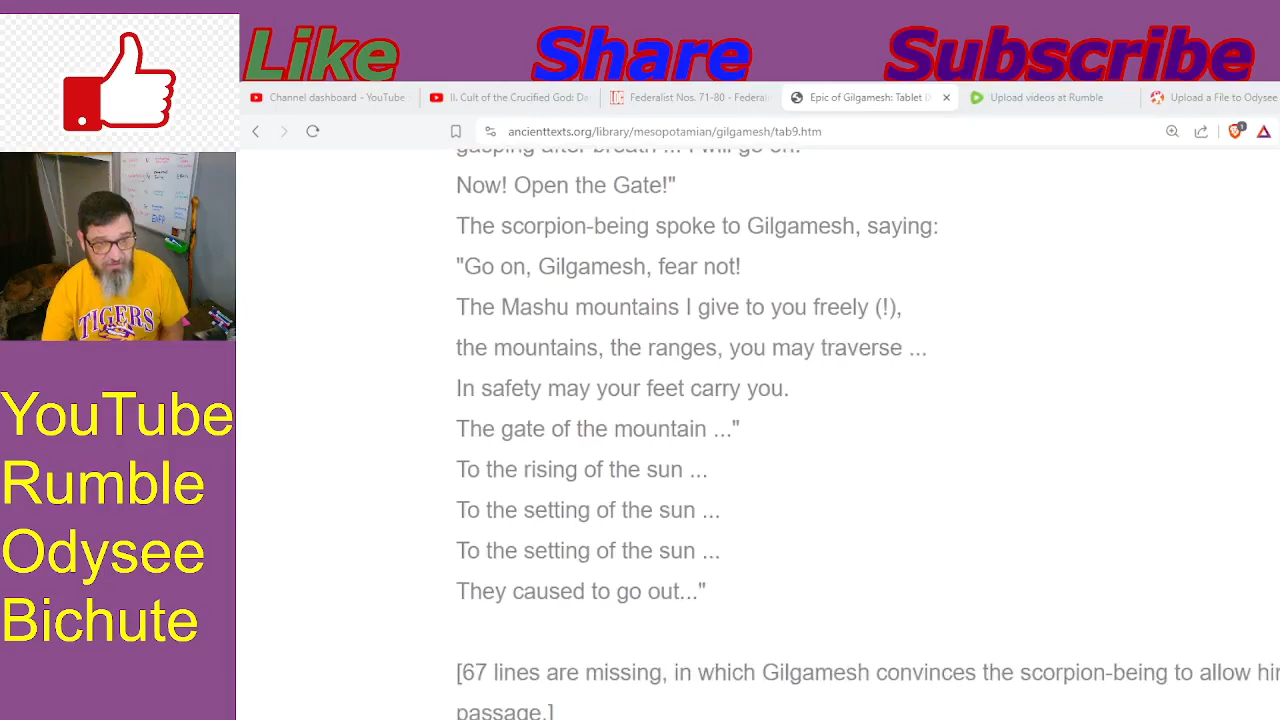 Like Share Subscribe
Channel dashboard - YouTube
II. Cult of the Crucified God: Da
Federalist Nos. 71-80 - Federal
Epic of Gilgamesh: Tablet D
Upload videos at Rumble
Upload a File to Odysee
ancienttexts.org/library/mesopotamian/gilgamesh/tab9.htm
gasping after breath ... I will go on!
Now! Open the Gate!"
The scorpion-being spoke to Gilgamesh, saying:
"Go on, Gilgamesh, fear not!
The Mashu mountains I give to you freely (!),
the mountains, the ranges, you may traverse ...
In safety may your feet carry you.
The gate of the mountain ..."
To the rising of the sun ...
To the setting of the sun ...
To the setting of the sun ...
They caused to go out..."
[67 lines are missing, in which Gilgamesh convinces the scorpion-being to allow hi
passage.]
TIGERS
YouTube
Rumble
Odysee
Bichute